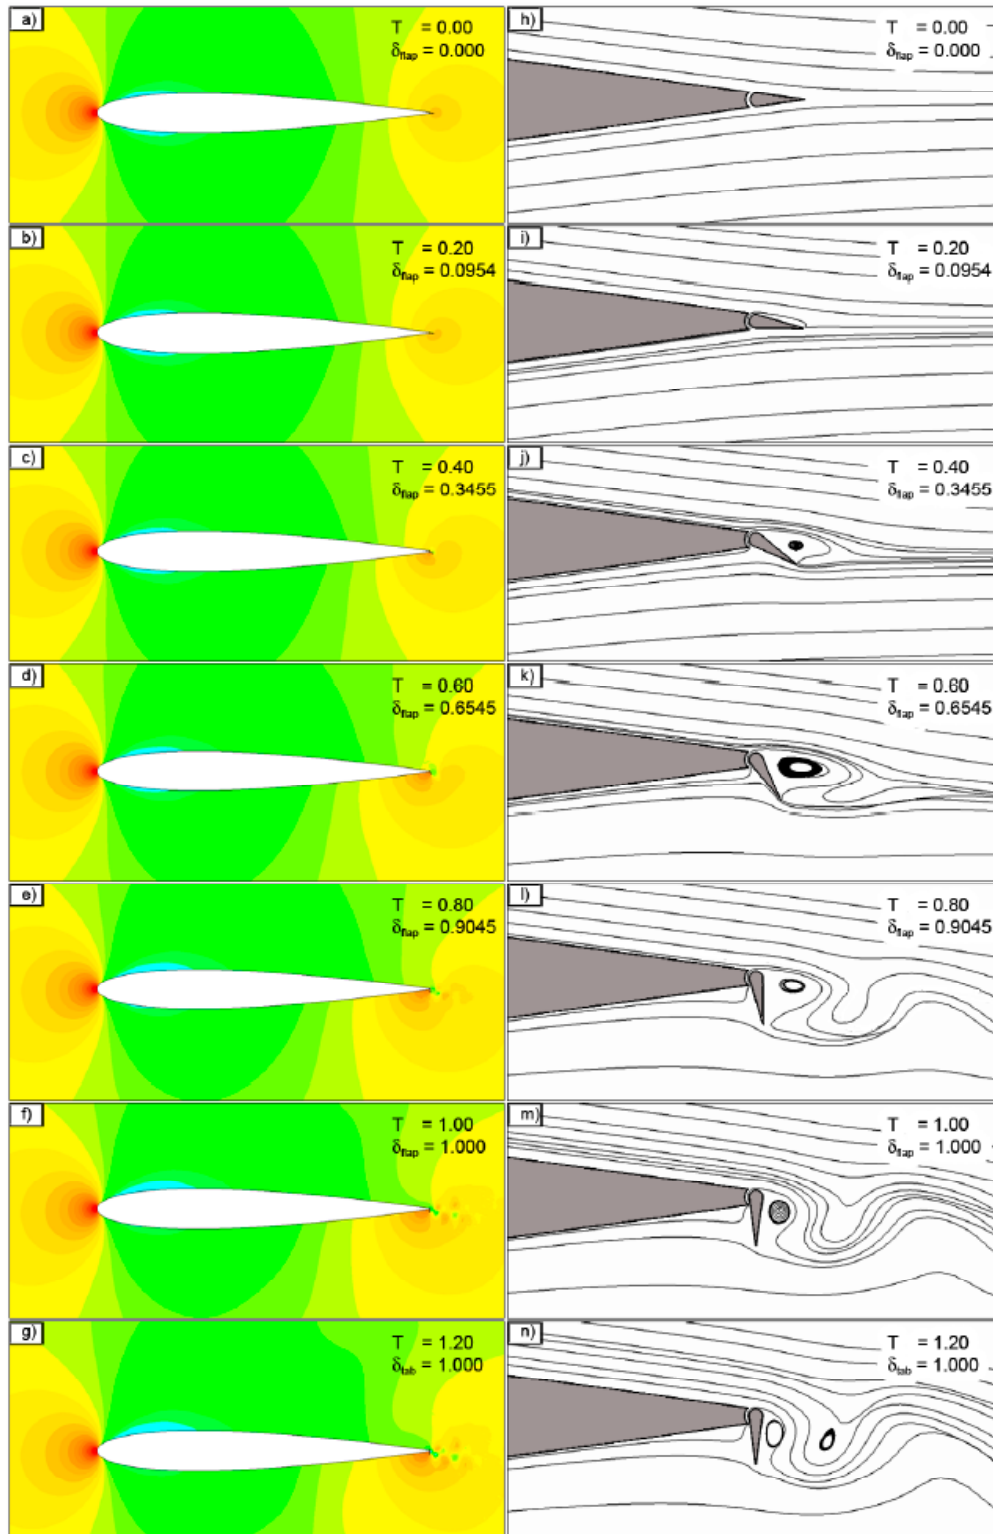 a)
T = 0.00
δflap = 0.000
h)
T = 0.00
δflap = 0.000
b)
T = 0.20
δflap = 0.0954
i)
T = 0.20
δflap = 0.0954
c)
T = 0.40
δflap = 0.3455
j)
T = 0.40
δflap = 0.3455
d)
T = 0.60
δflap = 0.6545
k)
T = 0.60
δflap = 0.6545
e)
T = 0.80
δflap = 0.9045
l)
T = 0.80
δflap = 0.9045
f)
T = 1.00
δflap = 1.000
m)
T = 1.00
δflap = 1.000
g)
T = 1.20
δtab = 1.000
n)
T = 1.20
δtab = 1.000